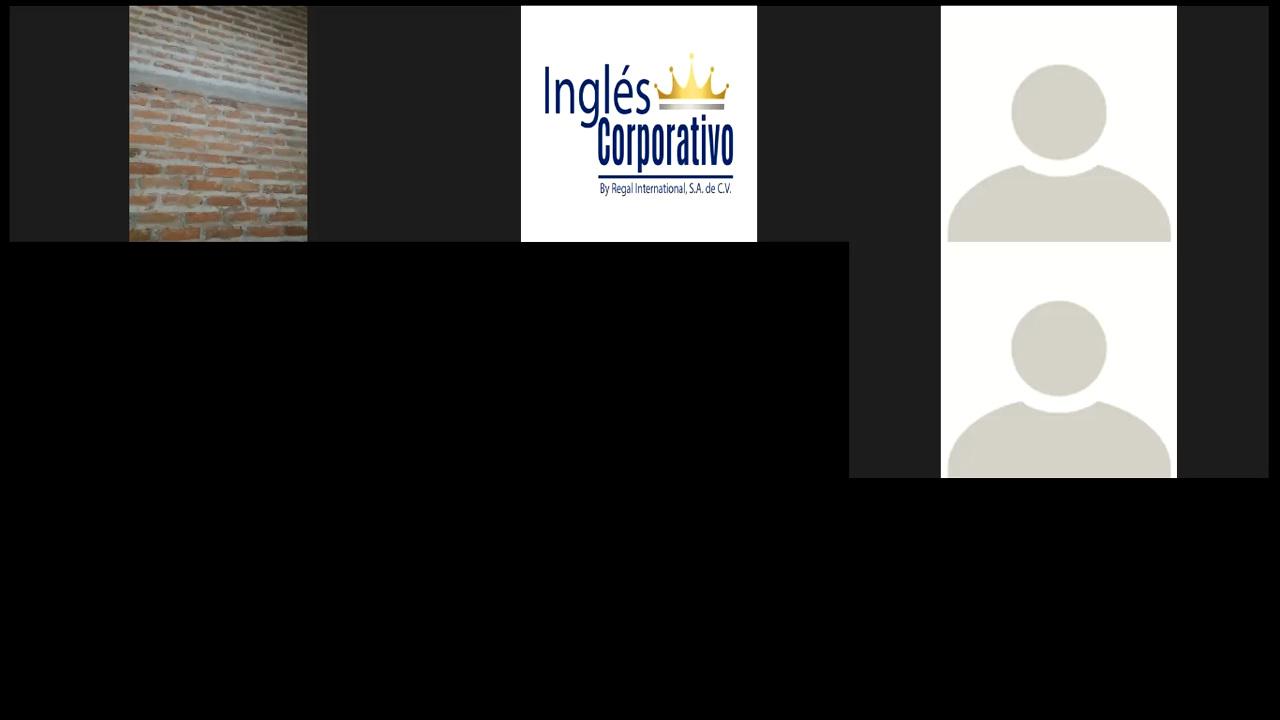 Inglés
Corporativo
By Regal International, S.A. de C.V.